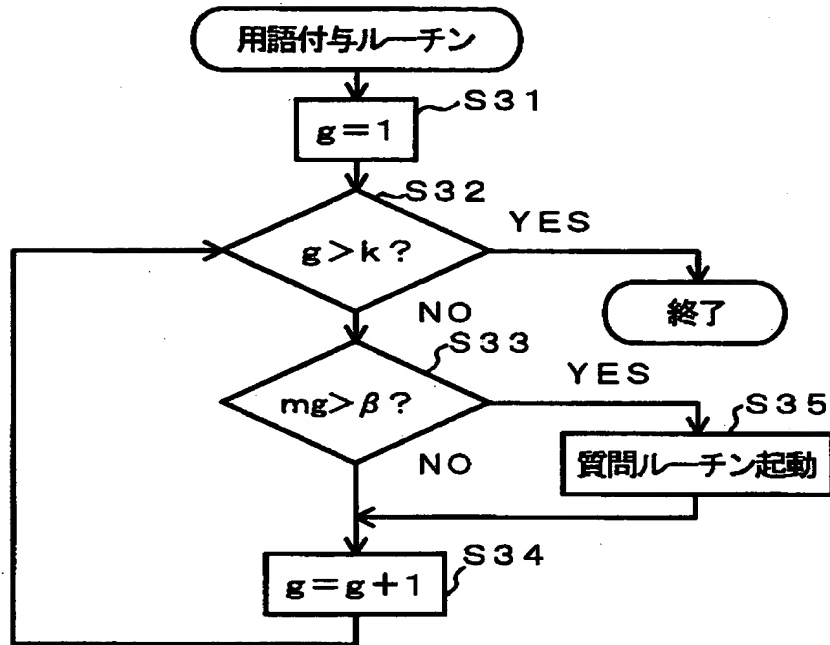 用語付与ルーチン
S31
g=1
S32
g>k?
YES
終了
NO
S33
mg>β?
YES
S35
質問ルーチン起動
NO
S34
g=g+1